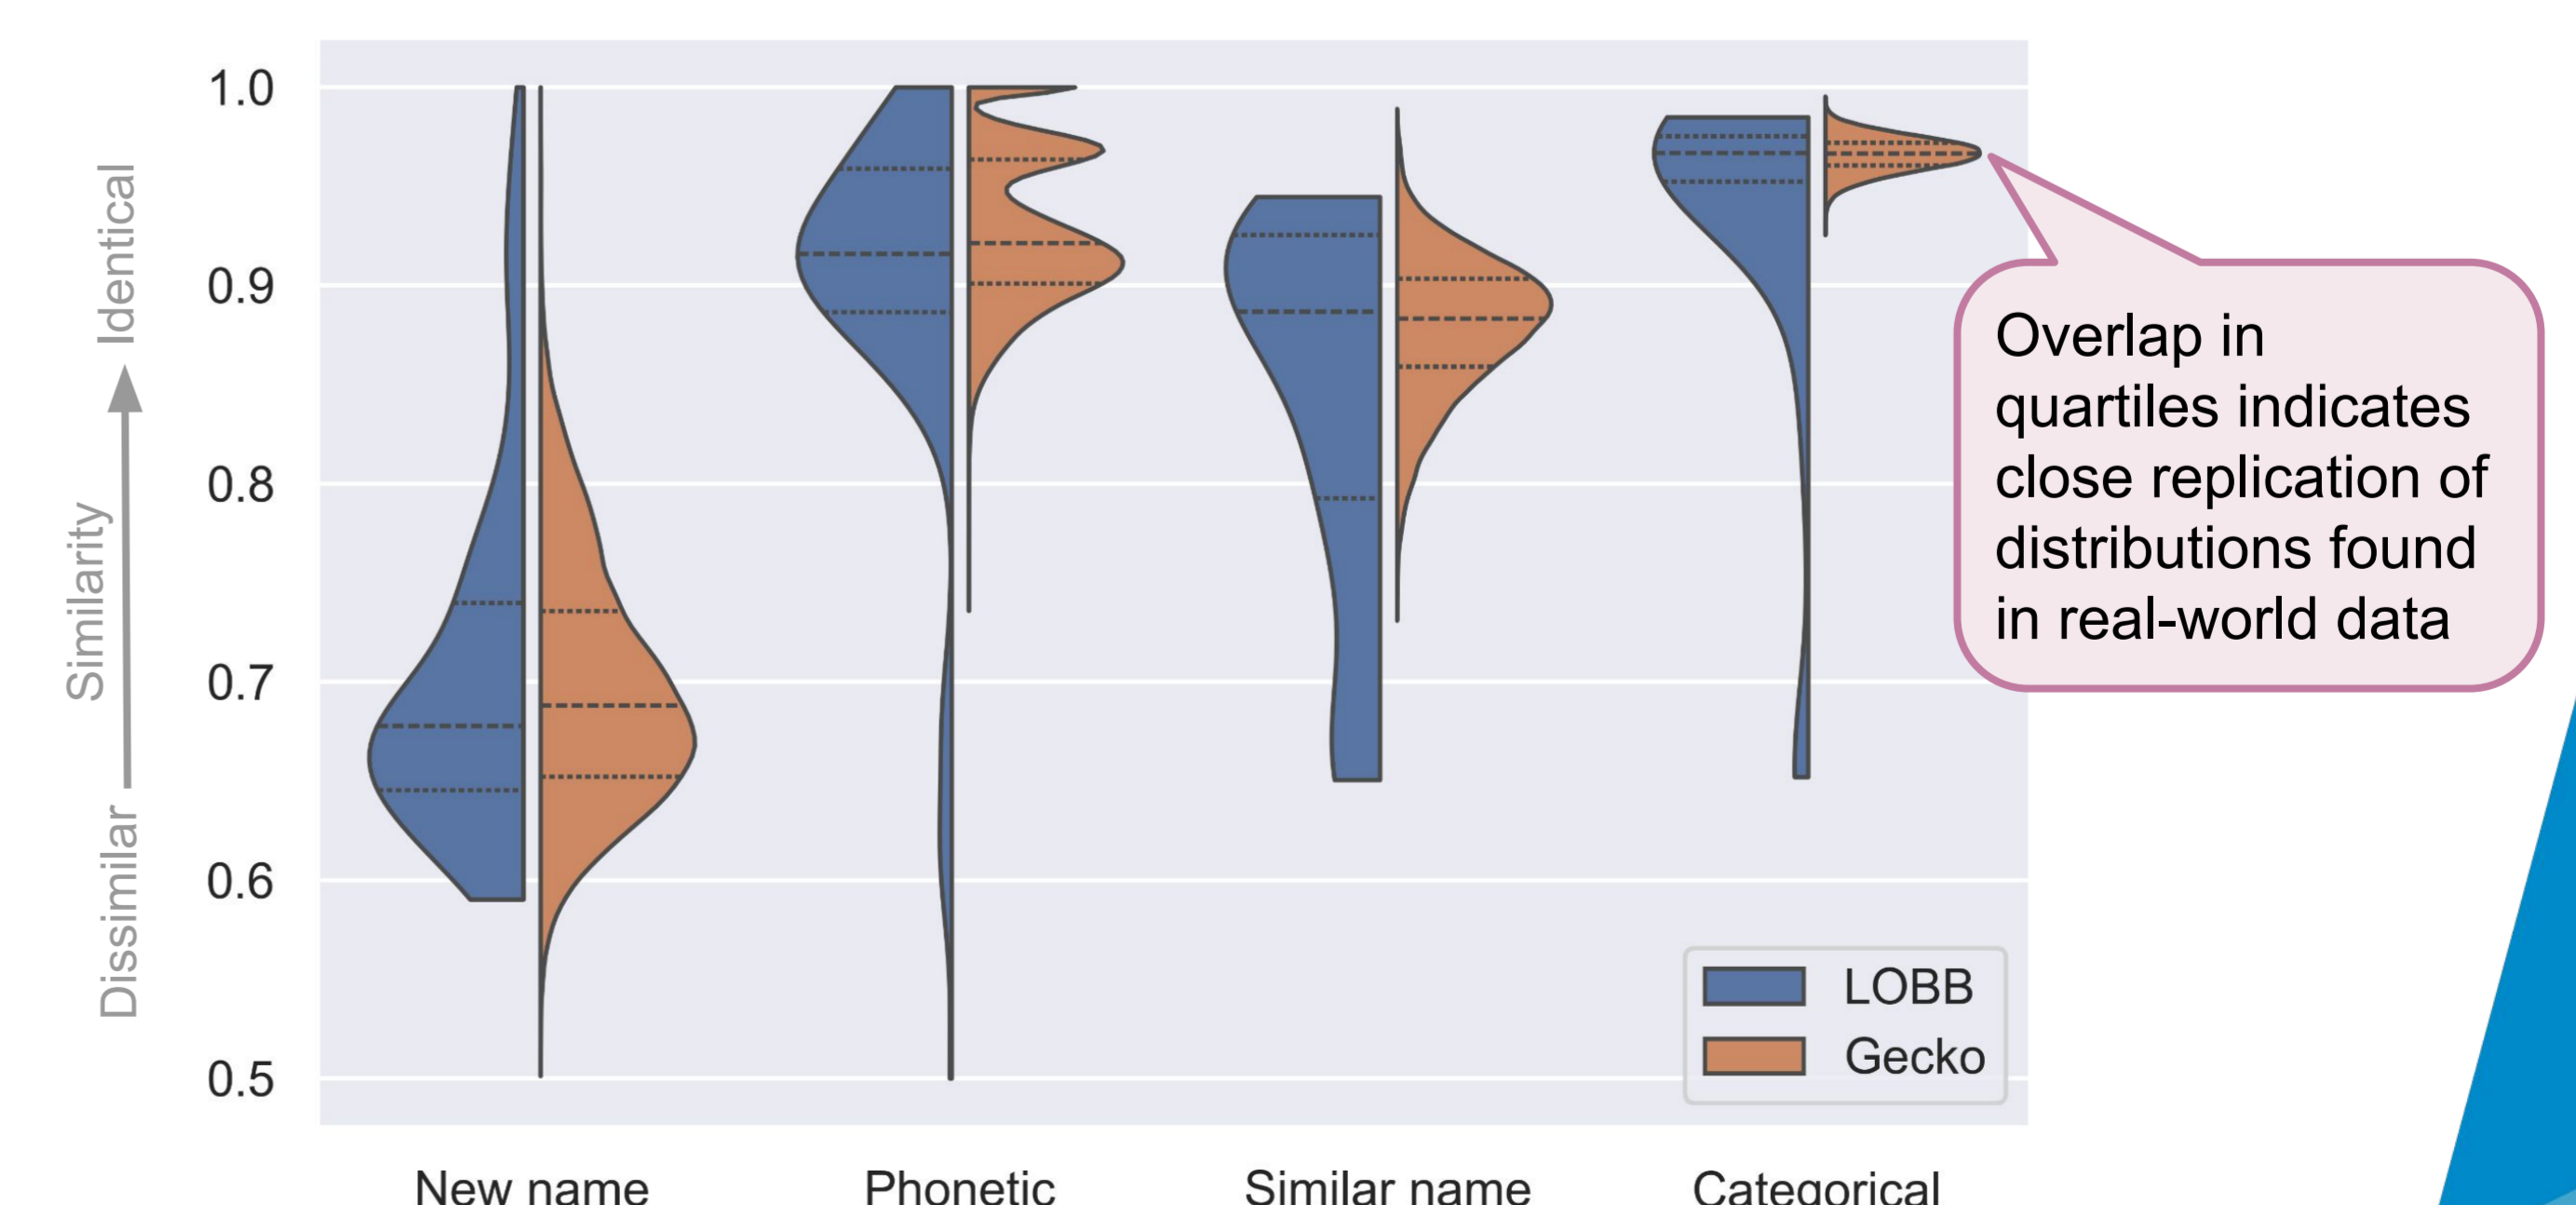 1.0
0.9
0.8
0.7
0.6
0.5
Dissimilar
Similarity
Identical
Overlap in
quartiles indicates
close replication of
distributions found
in real-world data
LOBB
Gecko
New name
Phonetic
Similar name
Categorical